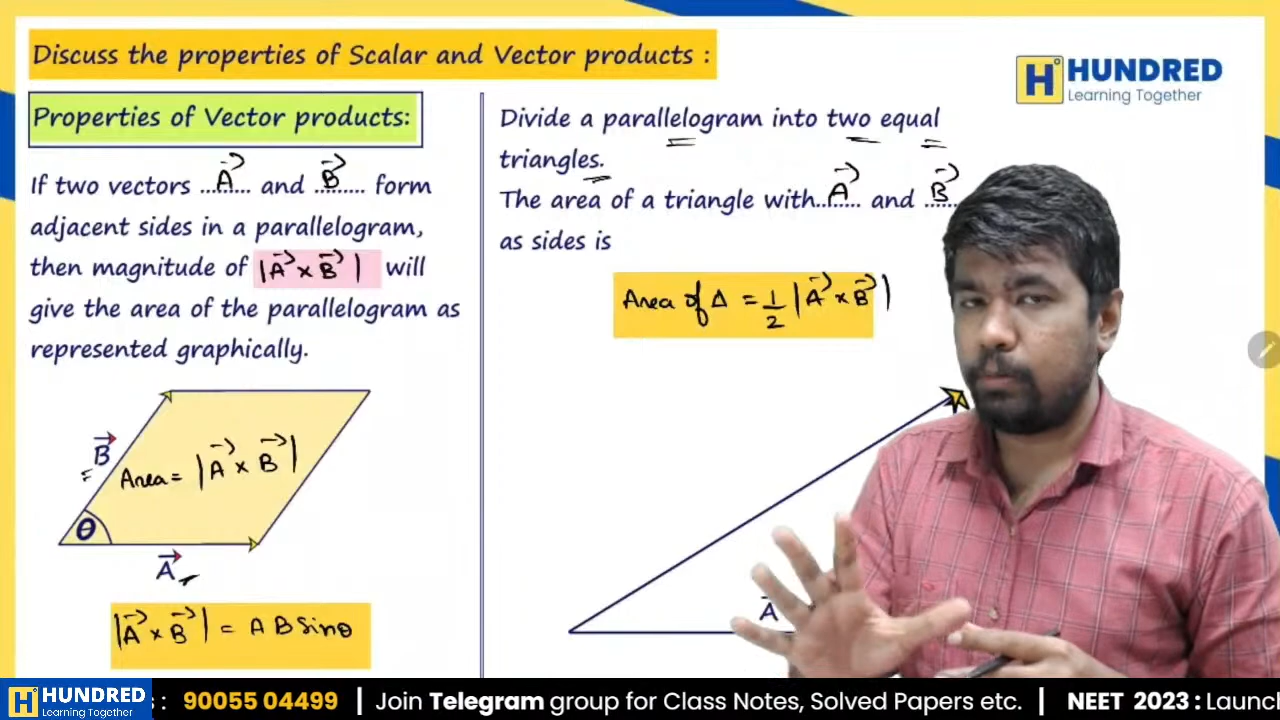 Discuss the properties of Scalar and Vector products :
H° HUNDRED
Learning Together
Properties of Vector products:
If two vectors ...A⃗... and ...B⃗... form
adjacent sides in a parallelogram,
then magnitude of |A⃗ × B⃗| will
give the area of the parallelogram as
represented graphically.
B⃗
Area = |A⃗ × B⃗|
θ
A⃗
|A⃗ × B⃗| = A B Sinθ
Divide a parallelogram into two equal
triangles.
The area of a triangle with...A⃗... and ...B⃗...
as sides is
Area of Δ = 1/2 |A⃗ × B⃗|
A
H° HUNDRED
Learning Together
: 90055 04499 | Join Telegram group for Class Notes, Solved Papers etc. | NEET 2023 : Launc